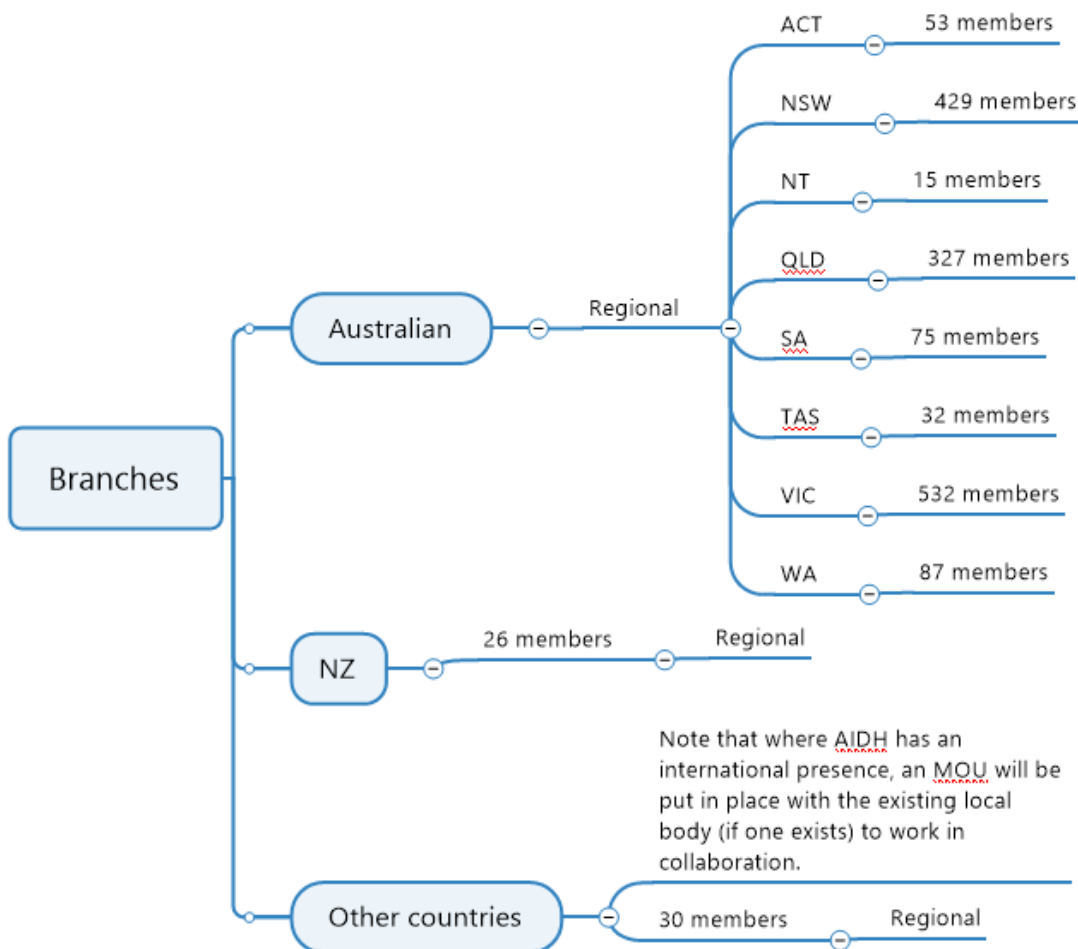 Branches
Australian
Regional
ACT
53 members
NSW
429 members
NT
15 members
QLD
327 members
SA
75 members
TAS
32 members
VIC
532 members
WA
87 members
NZ
26 members
Regional
Other countries
Note that where AIDH has an
international presence, an MOU will be
put in place with the existing local
body (if one exists) to work in
collaboration.
30 members
Regional